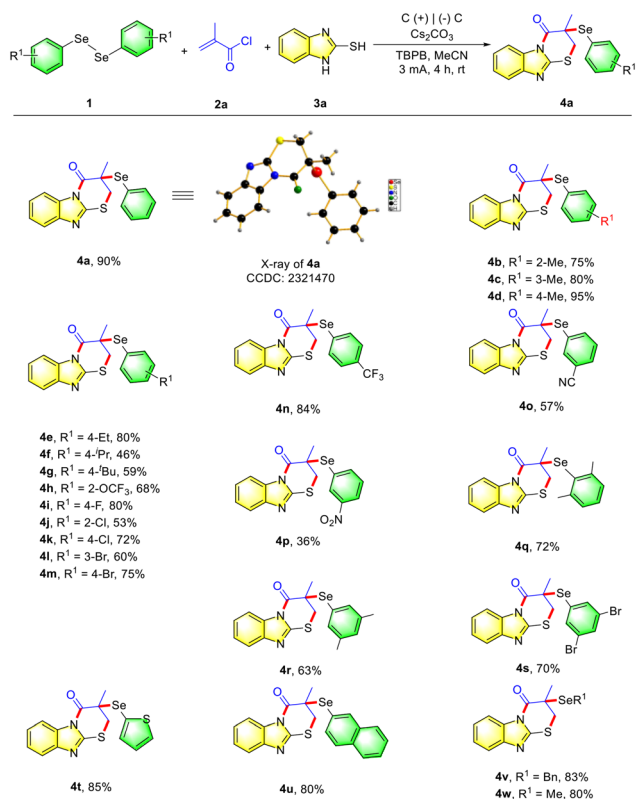 R¹ Se Se R¹ + Cl O + N N H SH C (+) | (-) C O N N S Se R¹
Cs₂CO₃
TBPB, MeCN
3 mA, 4 h, rt
1 2a 3a 4a
O N N S Se
4a, 90%
X-ray of 4a
CCDC: 2321470
O N N S Se R¹
4b, R¹ = 2-Me, 75%
4c, R¹ = 3-Me, 80%
4d, R¹ = 4-Me, 95%
O N N S Se R¹
4e, R¹ = 4-Et, 80%
4f, R¹ = 4-ⁱPr, 46%
4g, R¹ = 4-ᵗBu, 59%
4h, R¹ = 2-OCF₃, 68%
4i, R¹ = 4-F, 80%
4j, R¹ = 2-Cl, 53%
4k, R¹ = 4-Cl, 72%
4l, R¹ = 3-Br, 60%
4m, R¹ = 4-Br, 75%
O N N S Se CF₃
4n, 84%
O N N S Se NC
4o, 57%
O N N S Se O₂N
4p, 36%
O N N S Se
4q, 72%
O N N S Se
4r, 63%
O N N S Se Br Br
4s, 70%
O N N S Se S
4t, 85%
O N N S Se
4u, 80%
O N N S SeR¹
4v, R¹ = Bn, 83%
4w, R¹ = Me, 80%